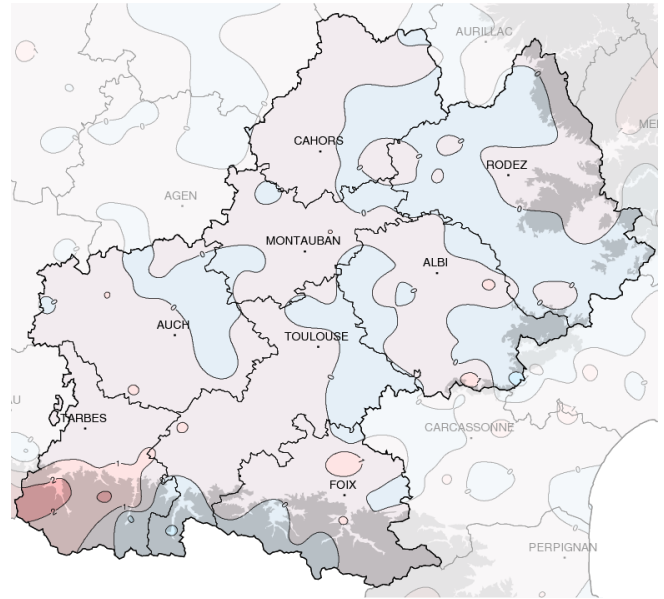 AURILLAC
CAHORS
RODEZ
AGEN
MONTAUBAN
ALBI
AUCH
TOULOUSE
TARBES
CARCASSONNE
FOIX
PERPIGNAN